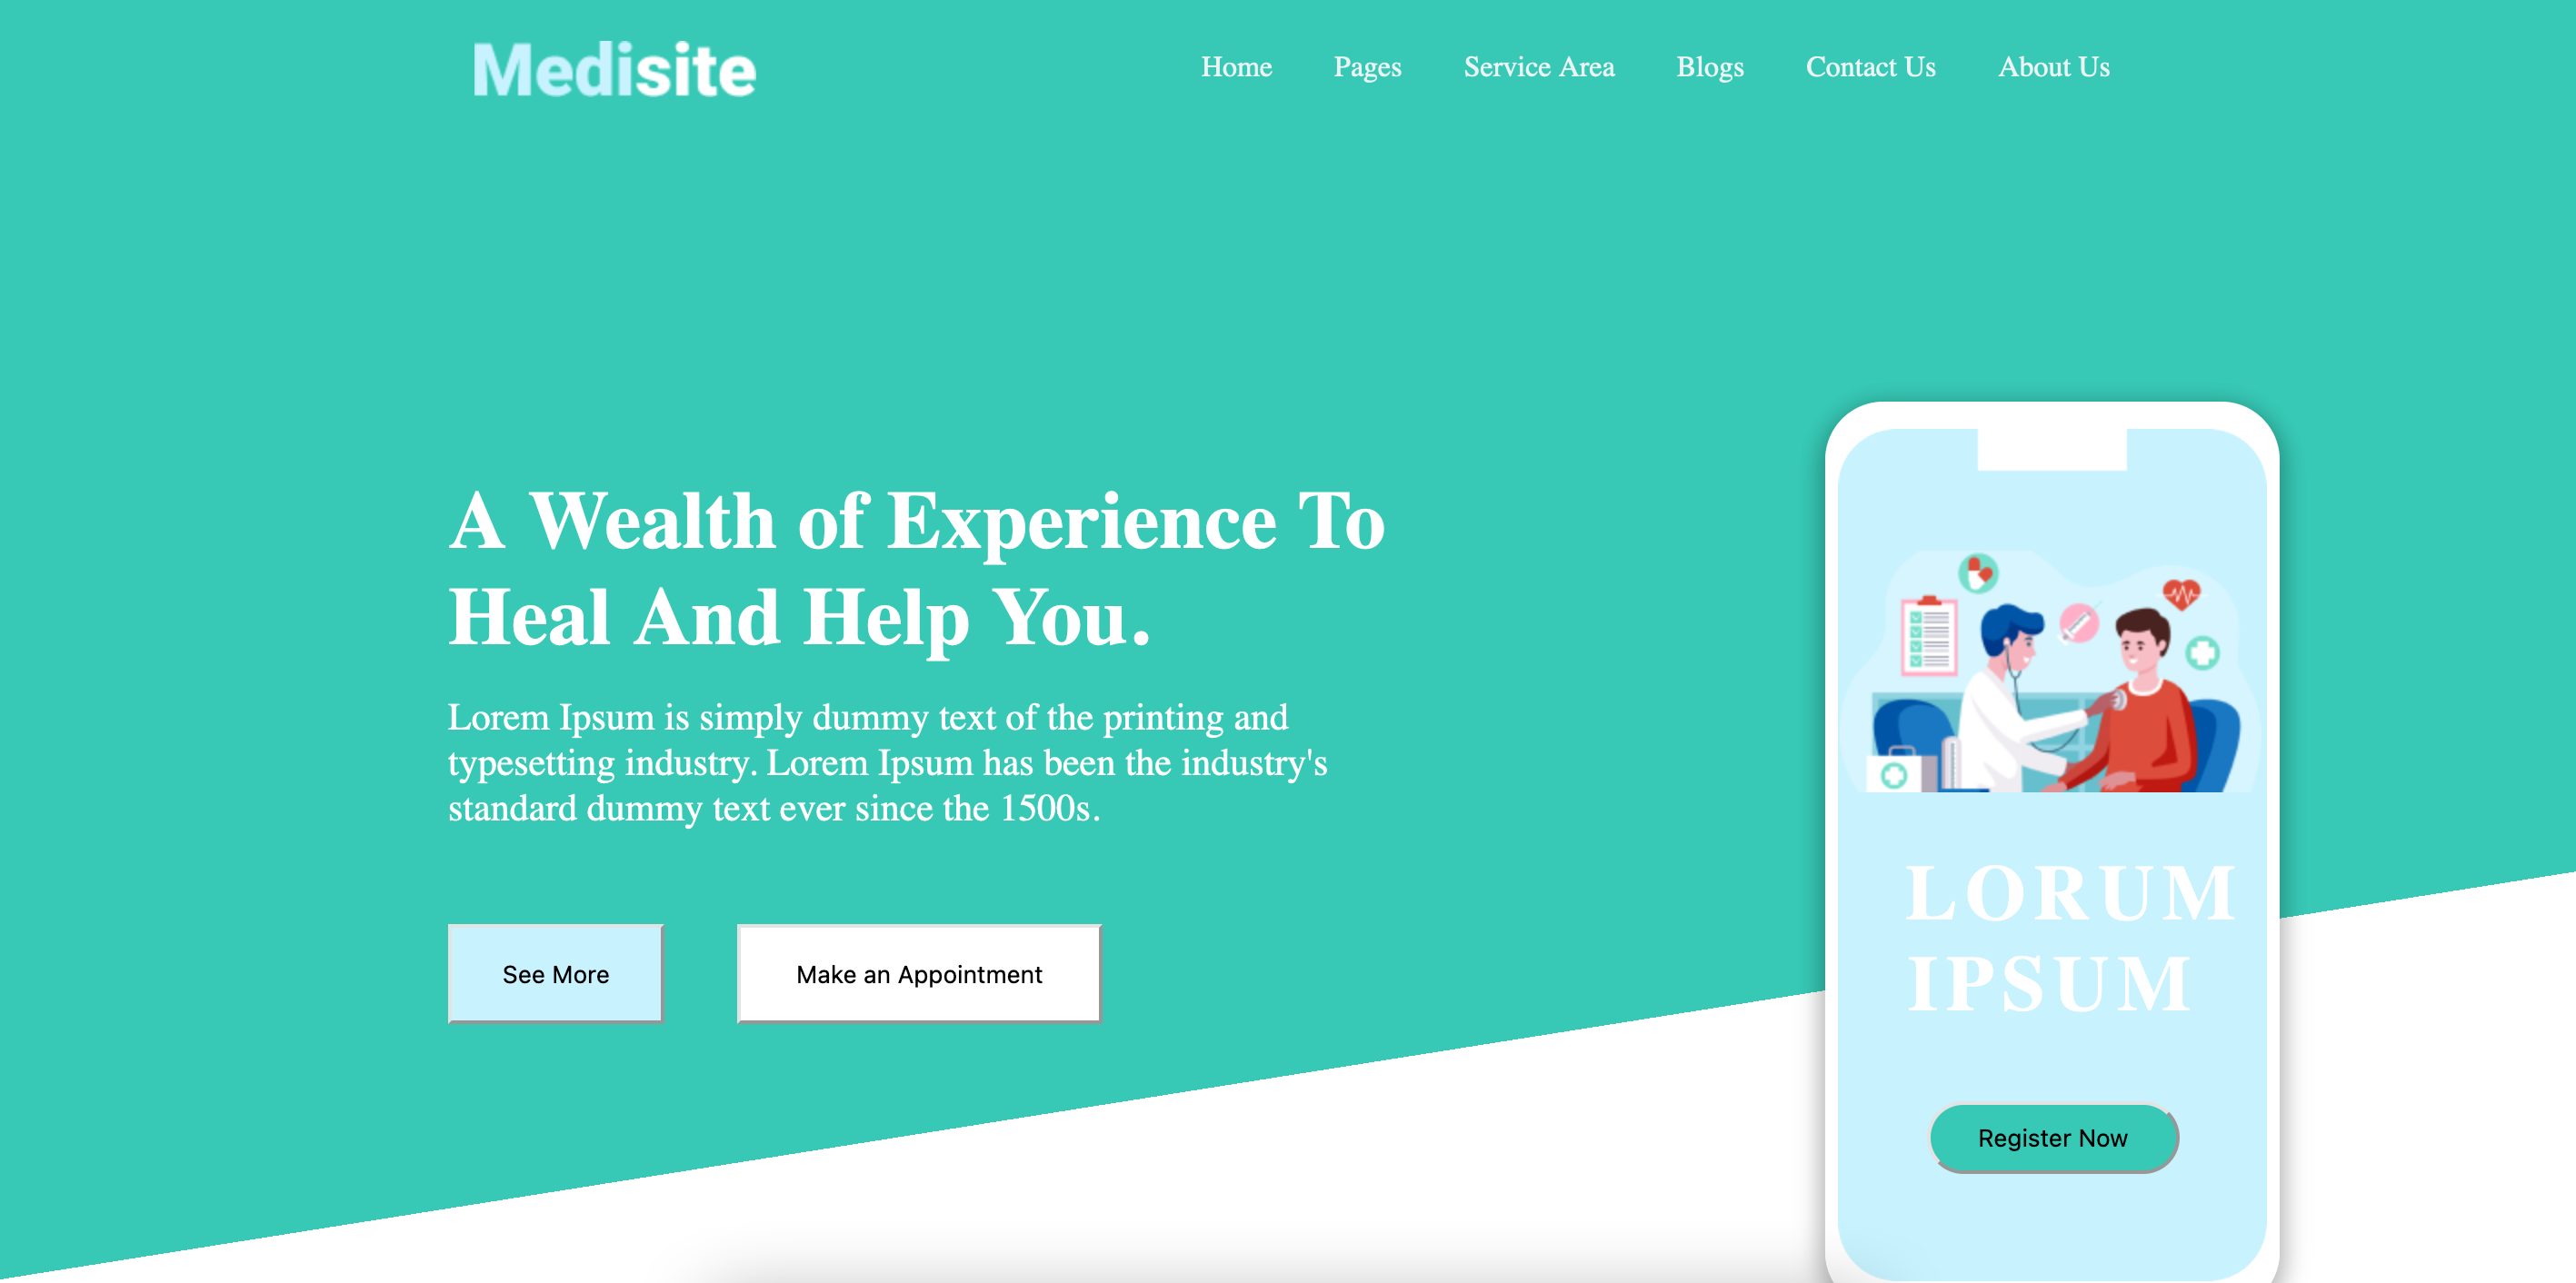 Medisite
Home Pages Service Area Blogs Contact Us About Us
A Wealth of Experience To
Heal And Help You.
Lorem Ipsum is simply dummy text of the printing and
typesetting industry. Lorem Ipsum has been the industry's
standard dummy text ever since the 1500s.
See More Make an Appointment
LORUM
IPSUM
Register Now